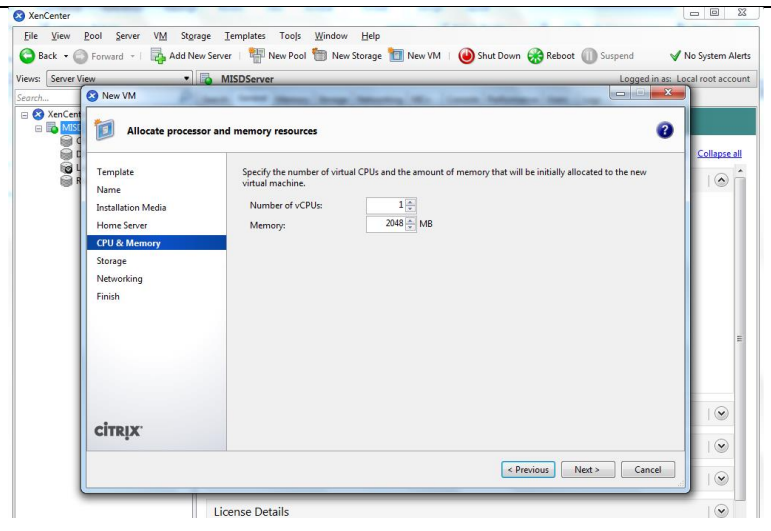 XenCenter
File View Pool Server VM Storage Templates Tools Window Help
Back Forward Add New Server New Pool New Storage New VM Shut Down Reboot Suspend No System Alerts
Views: Server View MISDServer Logged in as: Local root account
Search...
New VM
XenCent
MISD
Allocate processor and memory resources
Collapse all
Template
Specify the number of virtual CPUs and the amount of memory that will be initially allocated to the new
virtual machine.
Name
Installation Media
Number of vCPUs: 1
Home Server
Memory: 2048 MB
CPU & Memory
Storage
Networking
Finish
CITRIX
< Previous Next > Cancel
License Details